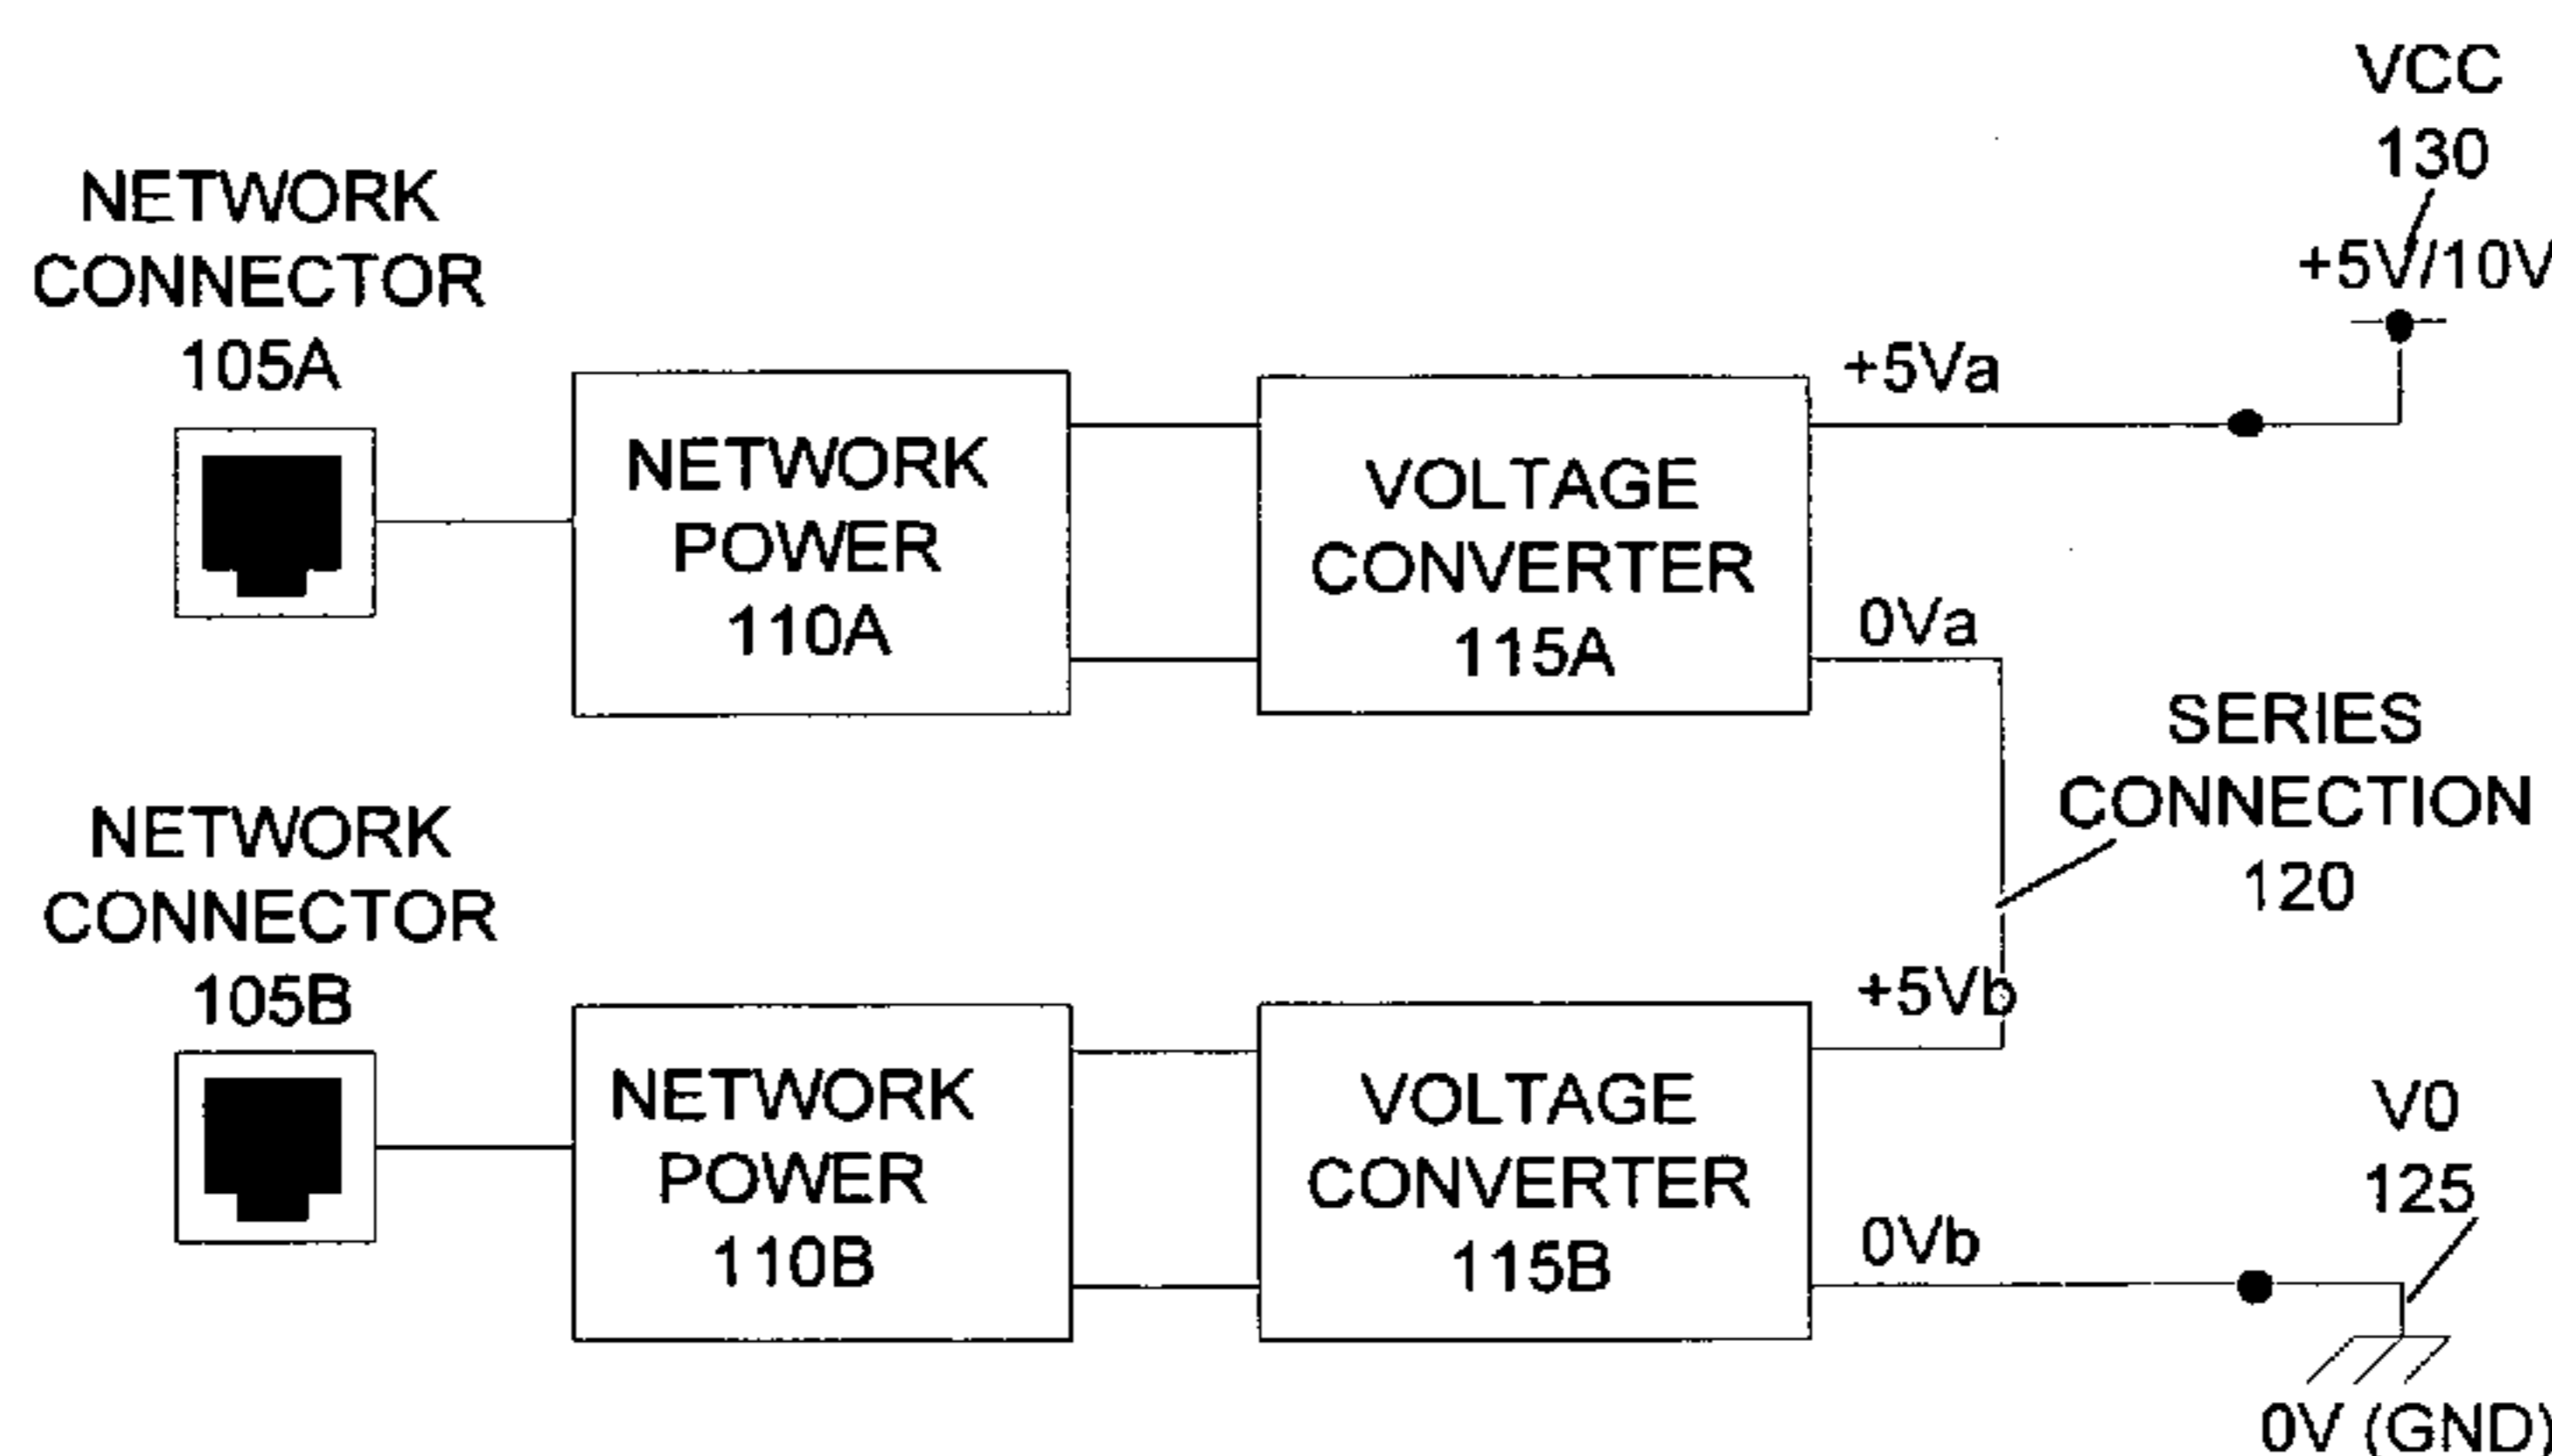 VCC
130
+5V/10V
NETWORK
CONNECTOR
105A
NETWORK
POWER
110A
VOLTAGE
CONVERTER
115A
+5Va
0Va
SERIES
CONNECTION
120
NETWORK
CONNECTOR
105B
NETWORK
POWER
110B
VOLTAGE
CONVERTER
115B
+5Vb
0Vb
V0
125
0V (GND)